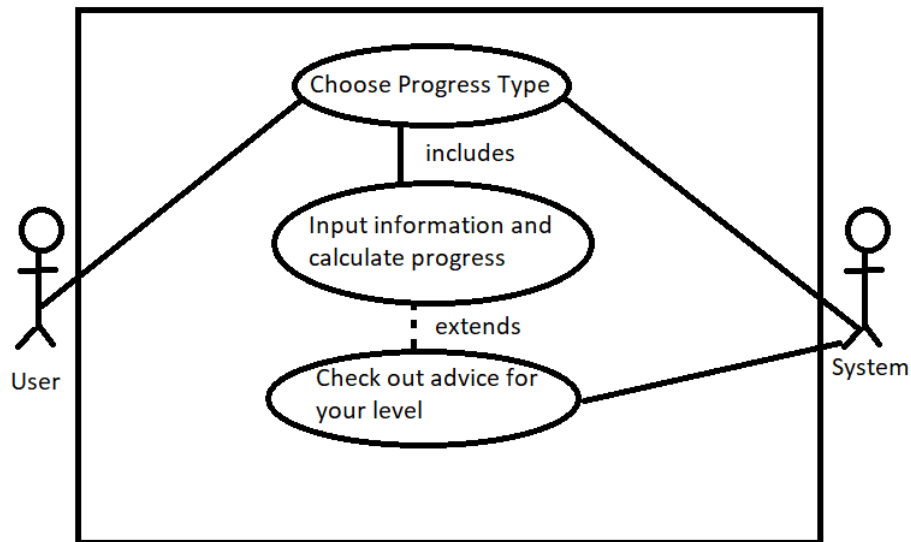 Choose Progress Type
includes
Input information and
calculate progress
extends
Check out advice for
your level
User
System